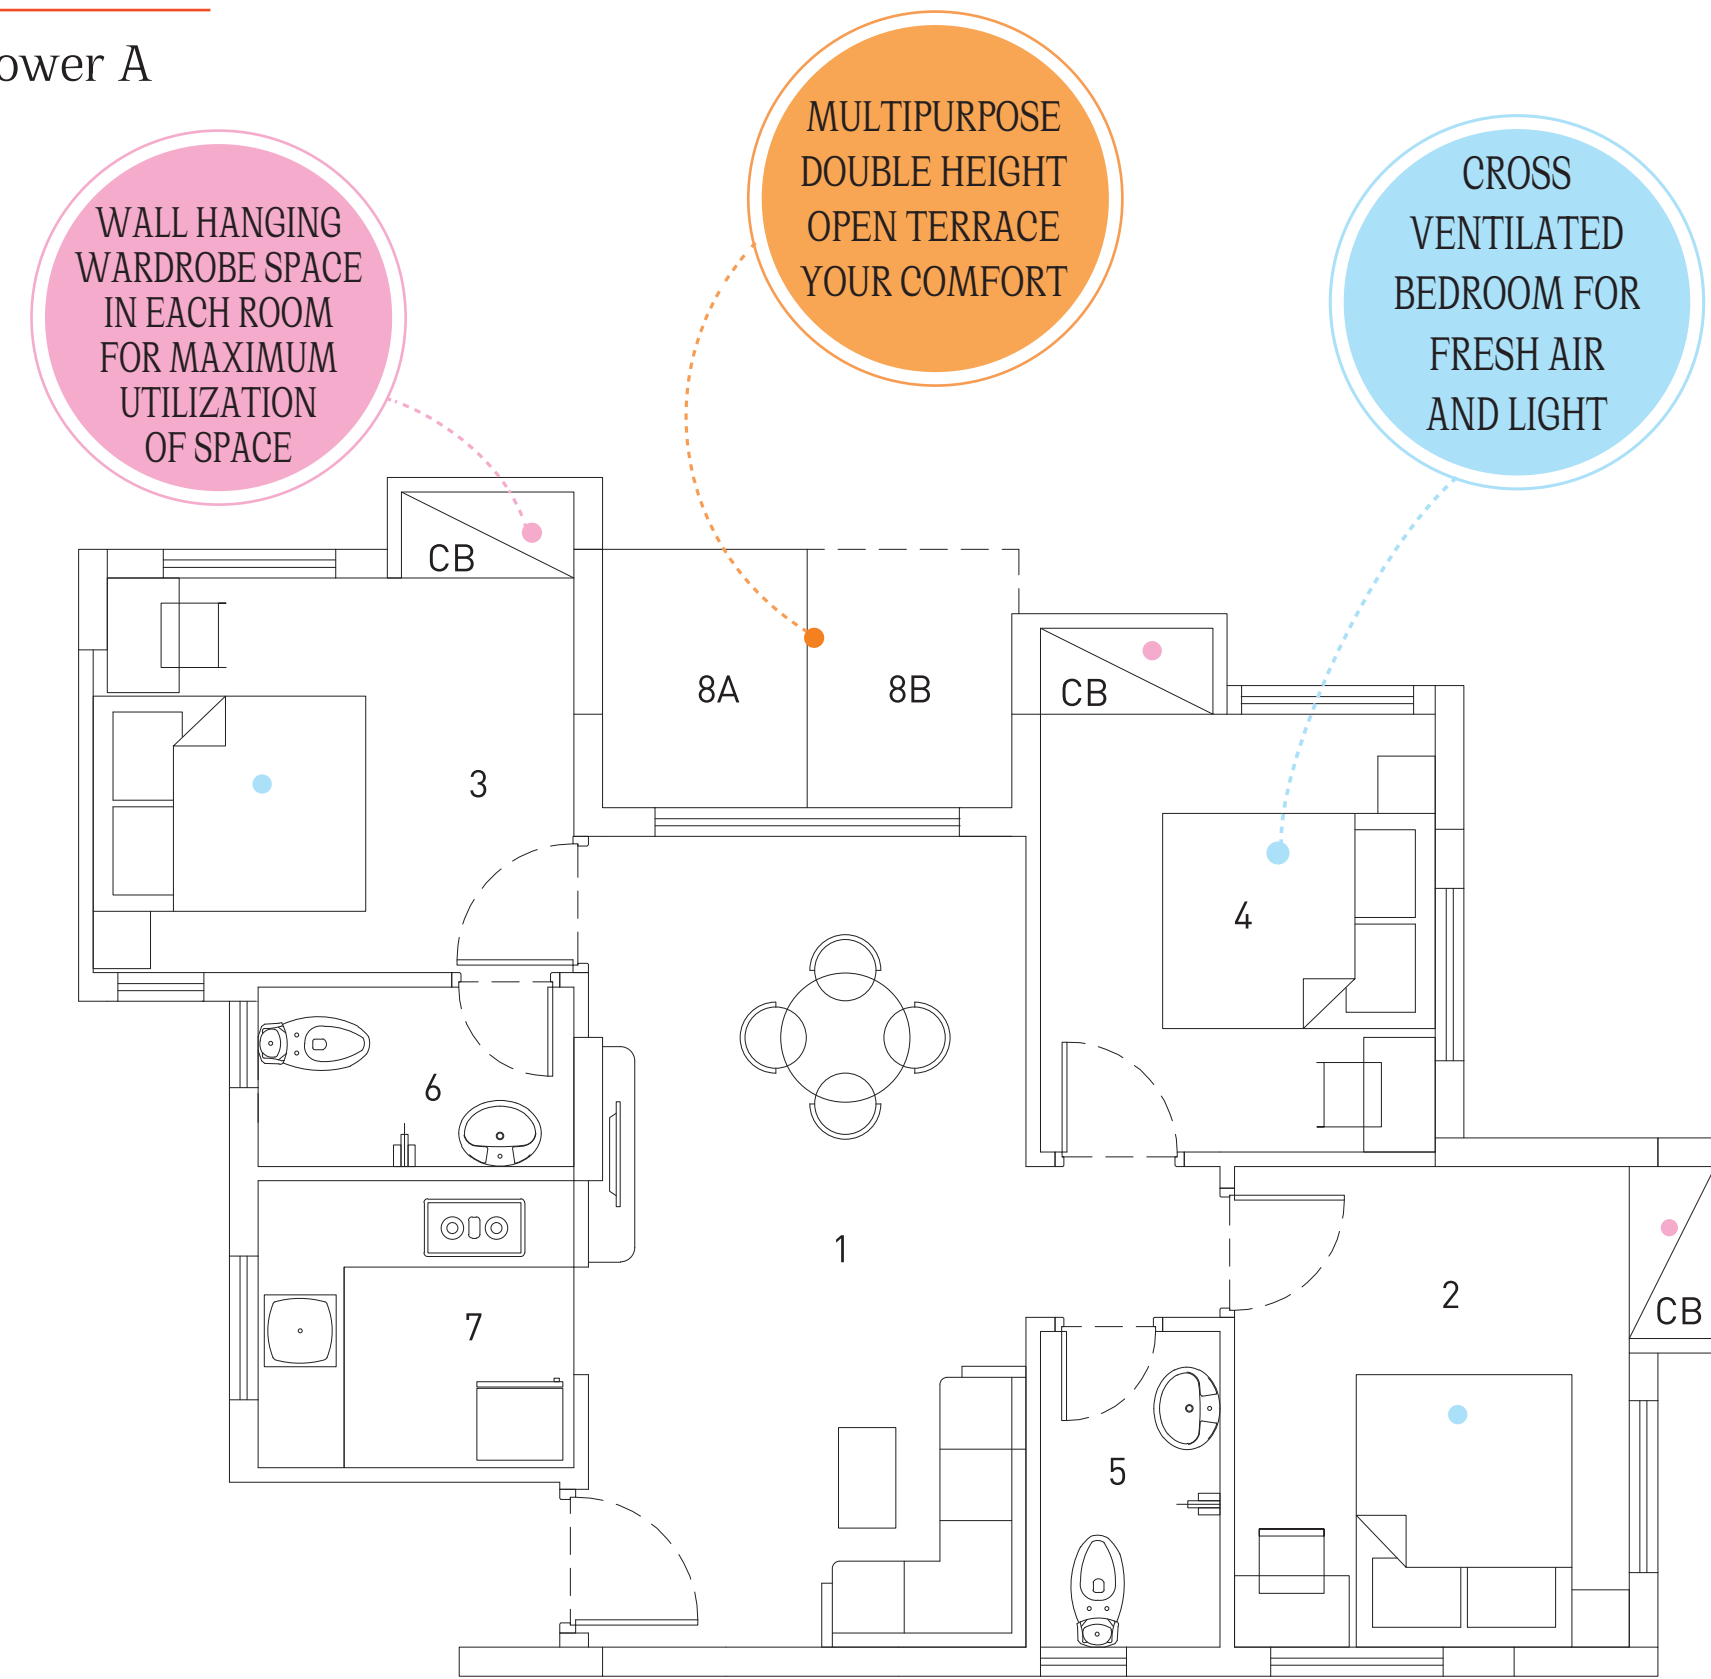 ower A
WALL HANGING
WARDROBE SPACE
IN EACH ROOM
FOR MAXIMUM
UTILIZATION
OF SPACE
MULTIPURPOSE
DOUBLE HEIGHT
OPEN TERRACE
YOUR COMFORT
CROSS
VENTILATED
BEDROOM FOR
FRESH AIR
AND LIGHT
CB
8A
8B
CB
3
4
6
1
2
CB
7
5